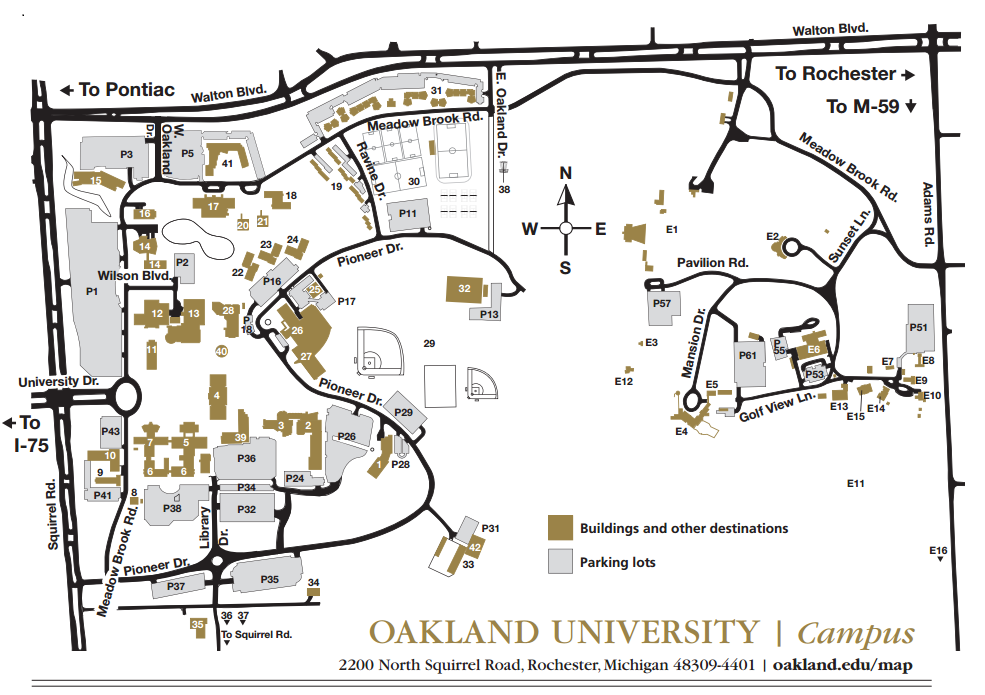 Walton Blvd.
To Rochester
To Pontiac
Walton Blvd.
31
E. Oakland Dr.
To M-59
Meadow Brook Rd.
W. Oakland Dr.
P3
P5
41
Ravine Dr.
Meadow Brook Rd.
15
19
30
38
Adams Rd.
18
16
17
20
21
P11
N
W
E
S
E1
E2
Sunset Ln.
14
14
23
24
Pioneer Dr.
22
P2
Pavilion Rd.
Wilson Blvd.
P16
P1
25
P17
32
P13
P57
12
13
28
P18
26
P51
11
40
27
29
E3
Mansion Dr.
P61
P55
E6
E7
E8
University Dr.
Pioneer Dr.
E12
P53
E9
4
E5
E10
To
I-75
P29
Golf View Ln.
E13
E15
E14
E4
P43
7
5
39
3
2
P26
10
P36
1
P28
9
6
6
P24
E11
P41
8
P34
Squirrel Rd.
P38
Library Dr.
P32
Meadow Brook Rd.
P31
Buildings and other destinations
42
33
Parking lots
E16
Pioneer Dr.
P37
P35
34
35
36
37
To Squirrel Rd.
OAKLAND UNIVERSITY | Campus
2200 North Squirrel Road, Rochester, Michigan 48309-4401 | oakland.edu/map